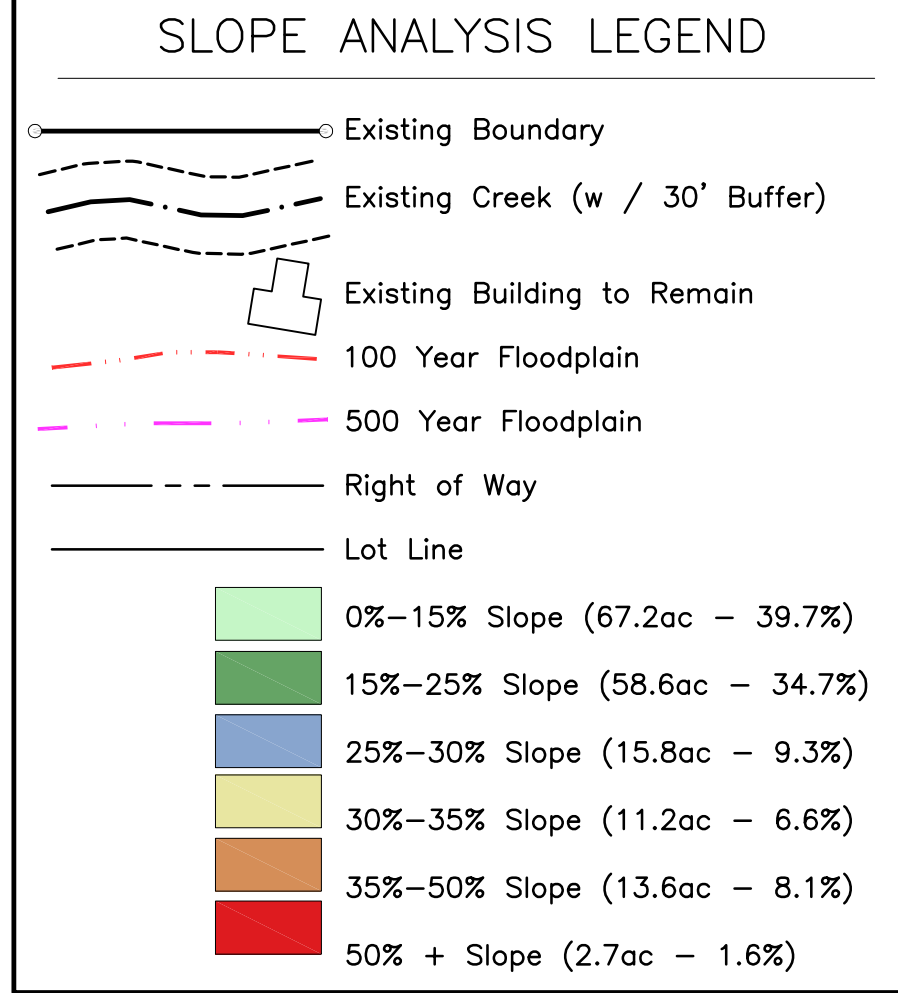 SLOPE ANALYSIS LEGEND
Existing Boundary
Existing Creek (w / 30' Buffer)
Existing Building to Remain
100 Year Floodplain
500 Year Floodplain
Right of Way
Lot Line
0%-15% Slope (67.2ac - 39.7%)
15%-25% Slope (58.6ac - 34.7%)
25%-30% Slope (15.8ac - 9.3%)
30%-35% Slope (11.2ac - 6.6%)
35%-50% Slope (13.6ac - 8.1%)
50% + Slope (2.7ac - 1.6%)